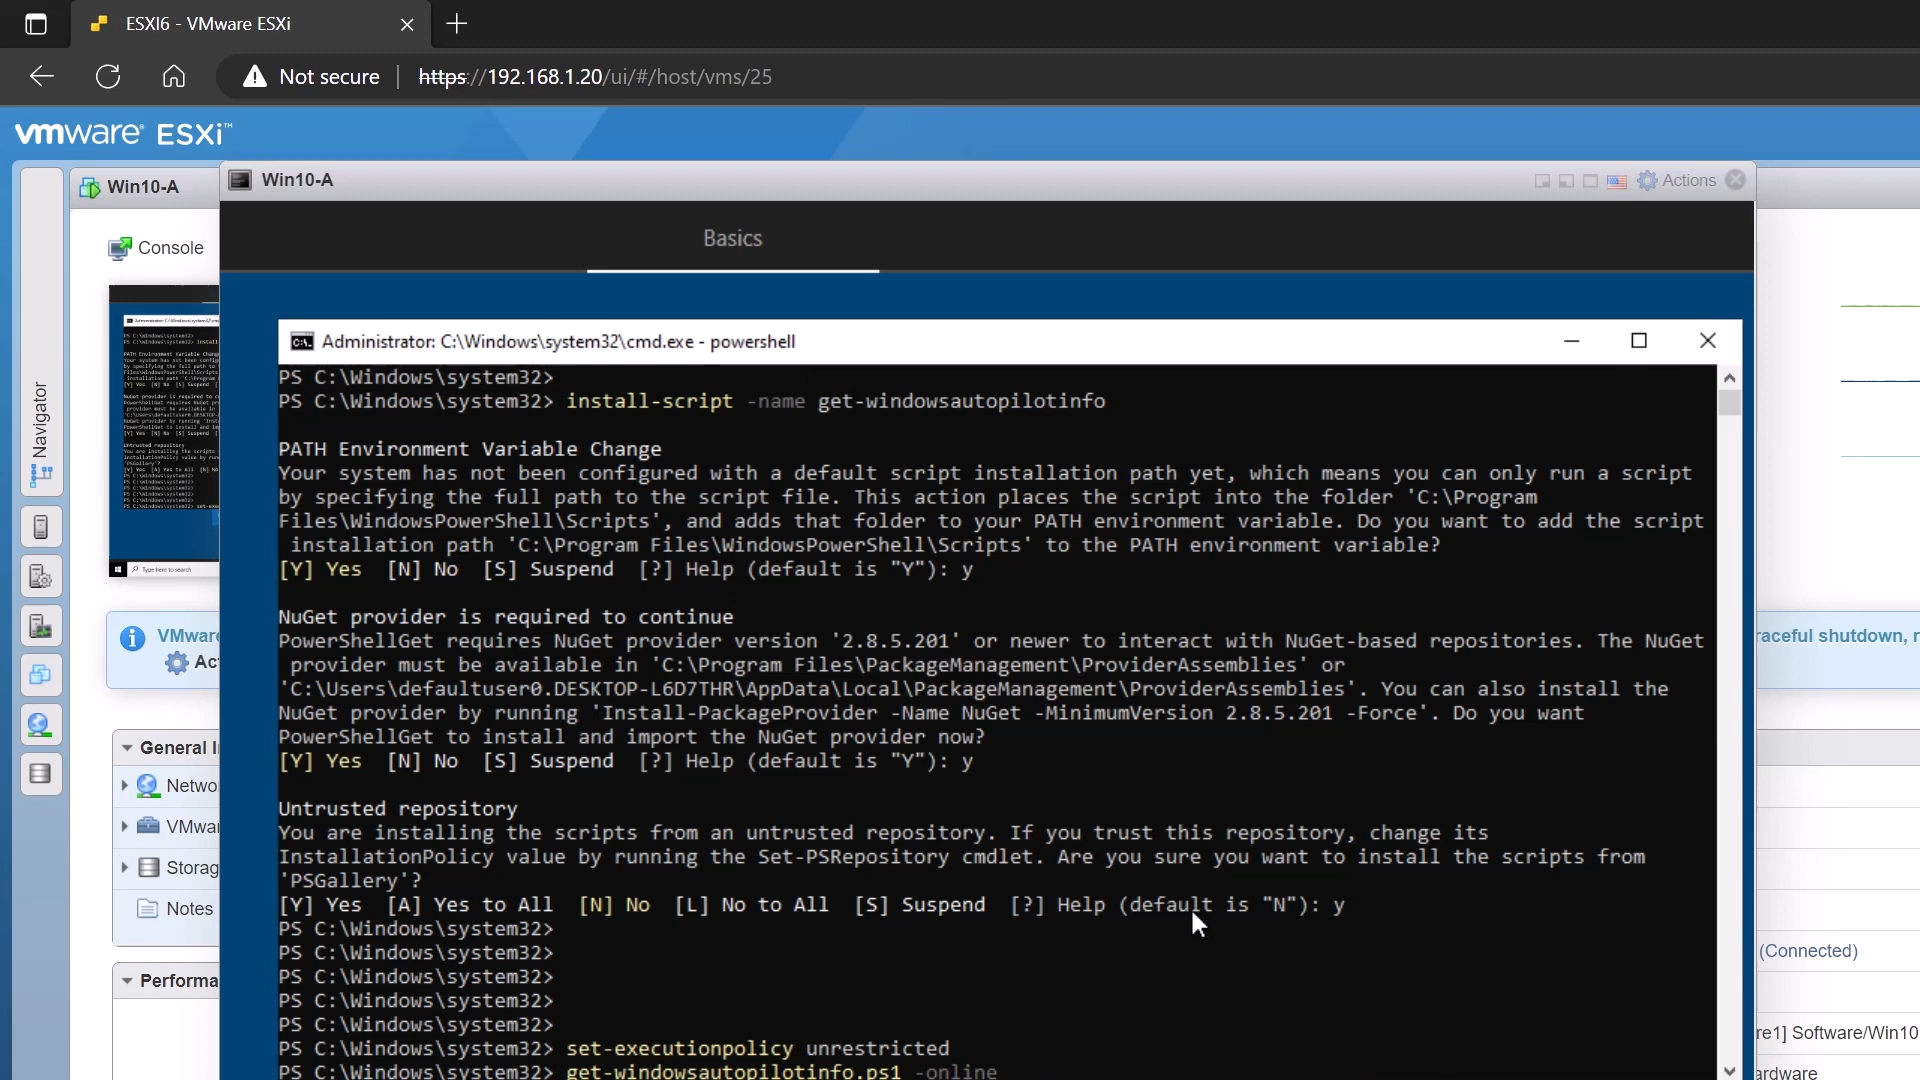 ESXI6 - VMware ESXi
Not secure
https://192.168.1.20/ui/#/host/vms/25
vmware ESXi™
Win10-A
Win10-A
Actions
Console
Basics
Navigator
Administrator: C:\Windows\system32\cmd.exe - powershell
PS C:\Windows\system32>
PS C:\Windows\system32> install-script -name get-windowsautopilotinfo
PATH Environment Variable Change
Your system has not been configured with a default script installation path yet, which means you can only run a script
by specifying the full path to the script file. This action places the script into the folder 'C:\Program
Files\WindowsPowerShell\Scripts', and adds that folder to your PATH environment variable. Do you want to add the script
installation path 'C:\Program Files\WindowsPowerShell\Scripts' to the PATH environment variable?
[Y] Yes  [N] No  [S] Suspend  [?] Help (default is "Y"): y
NuGet provider is required to continue
PowerShellGet requires NuGet provider version '2.8.5.201' or newer to interact with NuGet-based repositories. The NuGet
provider must be available in 'C:\Program Files\PackageManagement\ProviderAssemblies' or
'C:\Users\defaultuser0.DESKTOP-L6D7THR\AppData\Local\PackageManagement\ProviderAssemblies'. You can also install the
NuGet provider by running 'Install-PackageProvider -Name NuGet -MinimumVersion 2.8.5.201 -Force'. Do you want
PowerShellGet to install and import the NuGet provider now?
[Y] Yes  [N] No  [S] Suspend  [?] Help (default is "Y"): y
Untrusted repository
You are installing the scripts from an untrusted repository. If you trust this repository, change its
InstallationPolicy value by running the Set-PSRepository cmdlet. Are you sure you want to install the scripts from
'PSGallery'?
[Y] Yes  [A] Yes to All  [N] No  [L] No to All  [S] Suspend  [?] Help (default is "N"): y
PS C:\Windows\system32>
PS C:\Windows\system32>
PS C:\Windows\system32>
PS C:\Windows\system32>
PS C:\Windows\system32>
PS C:\Windows\system32> set-executionpolicy unrestricted
PS C:\Windows\system32> get-windowsautopilotinfo.ps1 -online
VMware
Ac
General I
Netwo
VMwar
Storag
Notes
Performa
raceful shutdown, r
(Connected)
re1] Software/Win10
ardware